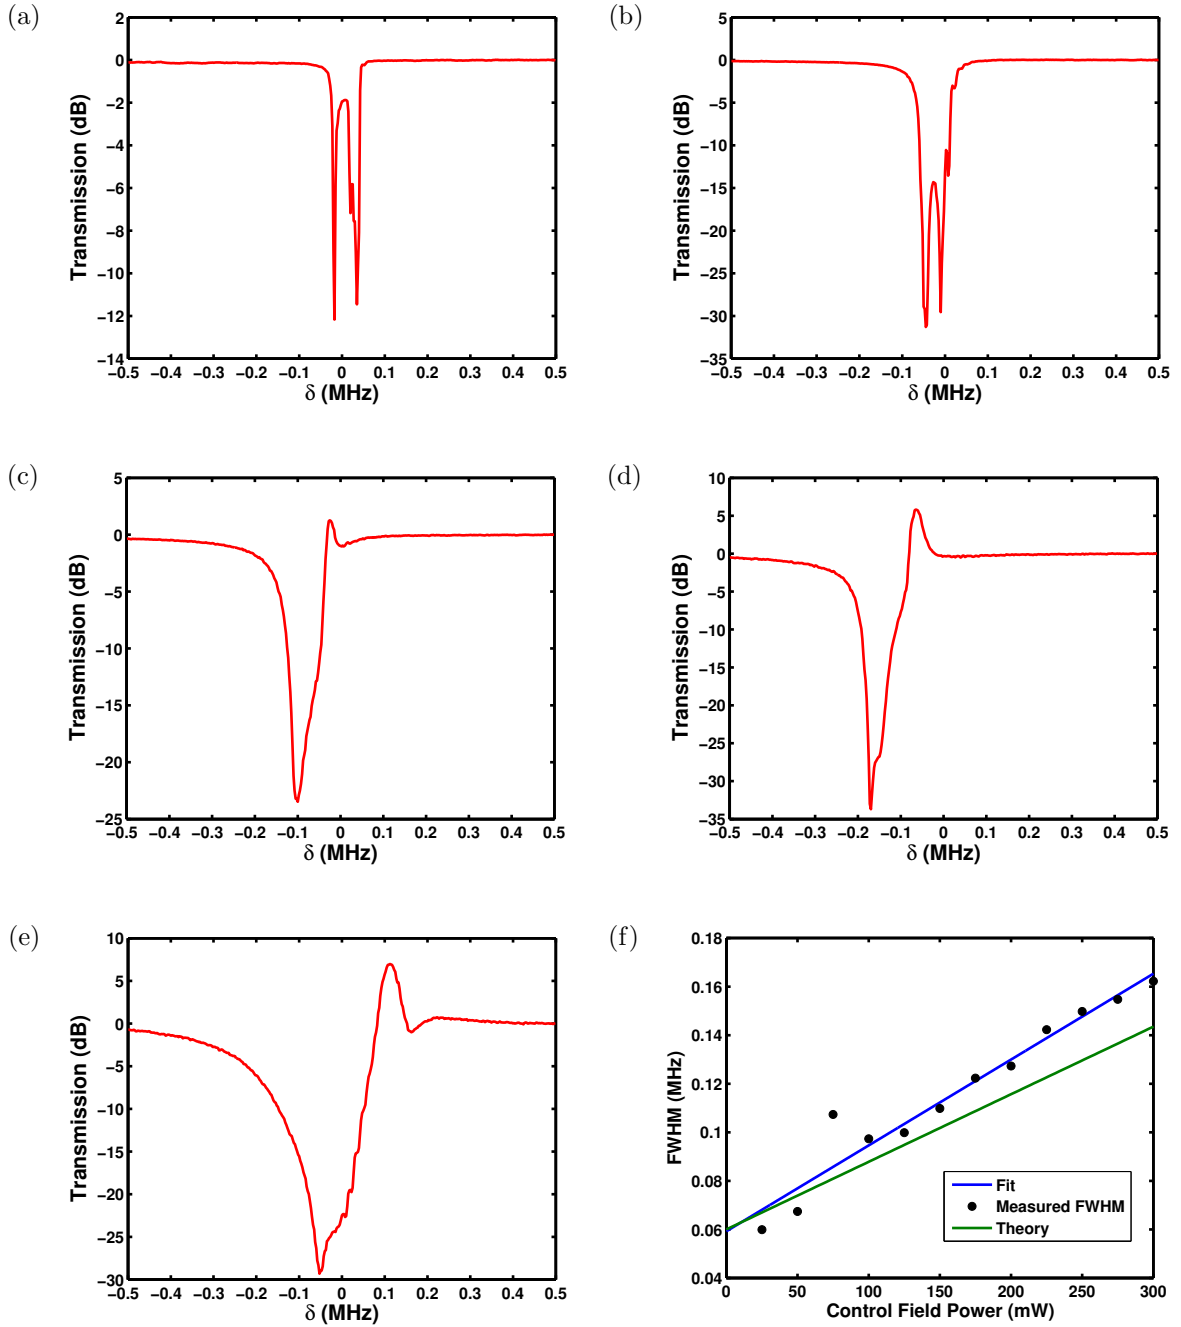 (a)
2
0
−2
−4
−6
−8
−10
−12
−14
Transmission (dB)
−0.5 −0.4 −0.3 −0.2 −0.1 0 0.1 0.2 0.3 0.4 0.5
δ (MHz)
(b)
5
0
−5
−10
−15
−20
−25
−30
−35
Transmission (dB)
−0.5 −0.4 −0.3 −0.2 −0.1 0 0.1 0.2 0.3 0.4 0.5
δ (MHz)
(c)
5
0
−5
−10
−15
−20
−25
Transmission (dB)
−0.5 −0.4 −0.3 −0.2 −0.1 0 0.1 0.2 0.3 0.4 0.5
δ (MHz)
(d)
10
5
0
−5
−10
−15
−20
−25
−30
−35
Transmission (dB)
−0.5 −0.4 −0.3 −0.2 −0.1 0 0.1 0.2 0.3 0.4 0.5
δ (MHz)
(e)
10
5
0
−5
−10
−15
−20
−25
−30
Transmission (dB)
−0.5 −0.4 −0.3 −0.2 −0.1 0 0.1 0.2 0.3 0.4 0.5
δ (MHz)
(f)
0.18
0.16
0.14
0.12
0.1
0.08
0.06
0.04
FWHM (MHz)
Fit
Measured FWHM
Theory
0 50 100 150 200 250 300
Control Field Power (mW)